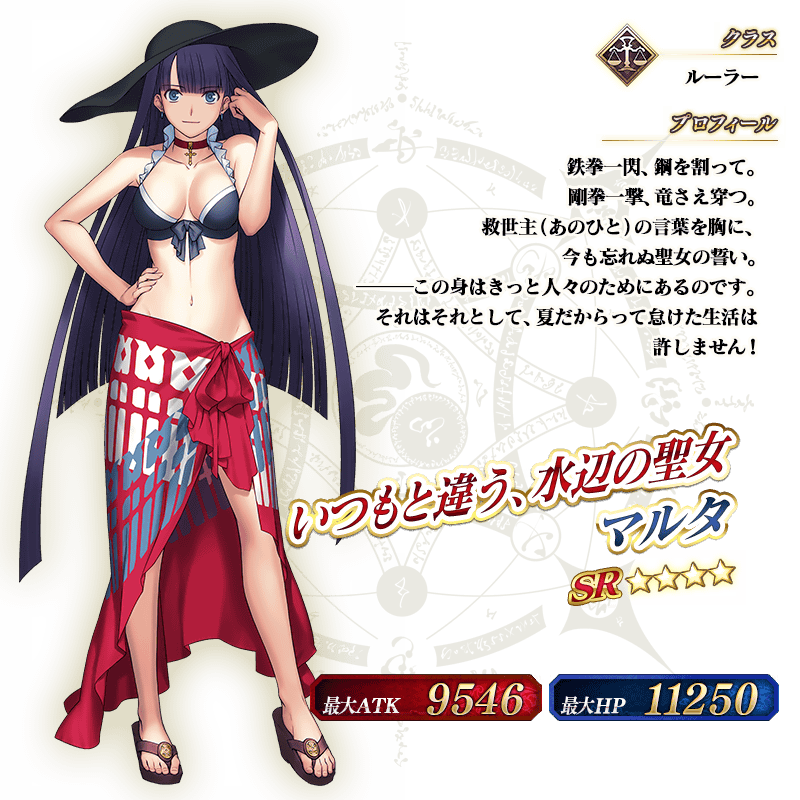 クラス
ルーラー
プロフィール
鉄拳一閃、鋼を割って。
剛拳一撃、竜さえ穿つ。
救世主（あのひと）の言葉を胸に、
今も忘れぬ聖女の誓い。
―――この身はきっと人々のためにあるのです。
それはそれとして、夏だからって怠けた生活は
許しません！
いつもと違う、水辺の聖女
マルタ
SR
最大ATK 9546
最大HP 11250